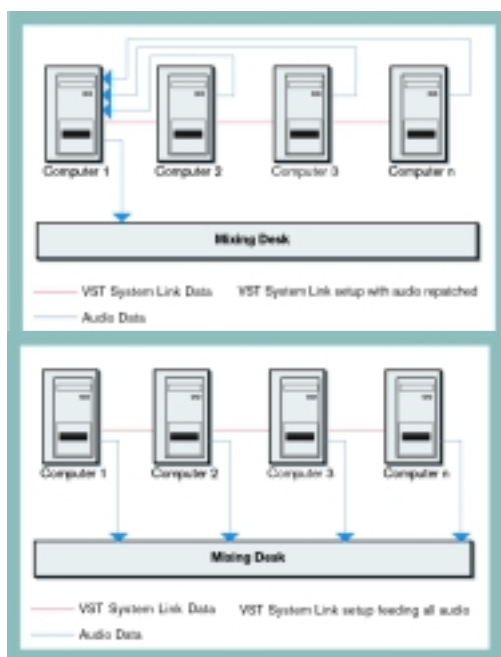 Computer 1 Computer 2 Computer 3 Computer n
Mixing Desk
VST System Link Data VST System Link setup with audio repatched
Audio Data
Computer 1 Computer 2 Computer 3 Computer n
Mixing Desk
VST System Link Data VST System Link setup feeding all audio
Audio Data